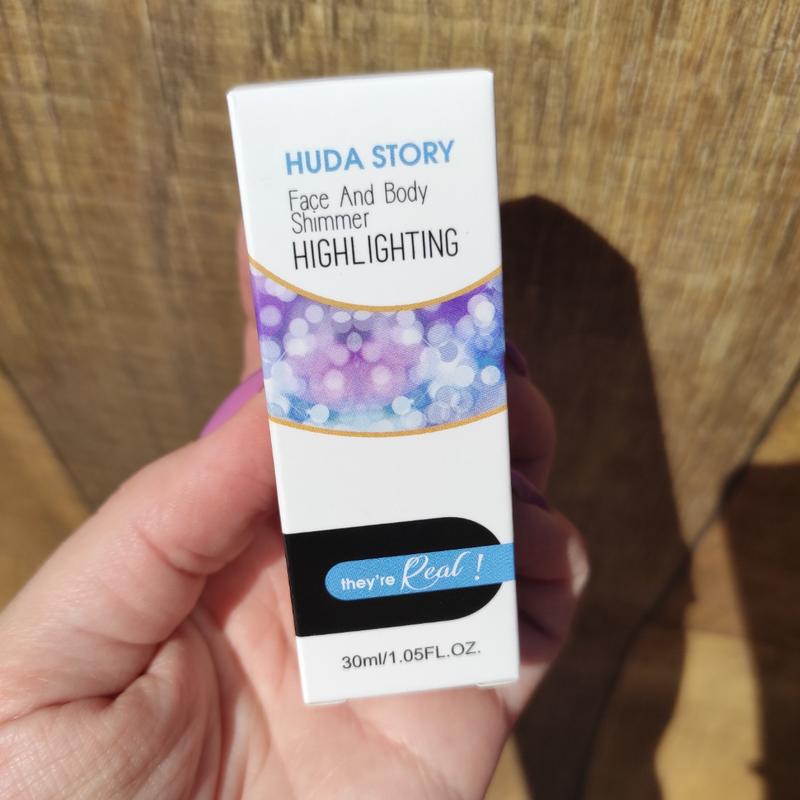 HUDA STORY
Face And Body
Shimmer
HIGHLIGHTING
they're Real !
30ml/1.05FL.OZ.